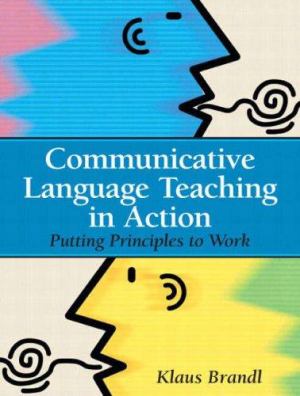 Communicative
Language Teaching
in Action
Putting Principles to Work
Klaus Brandl